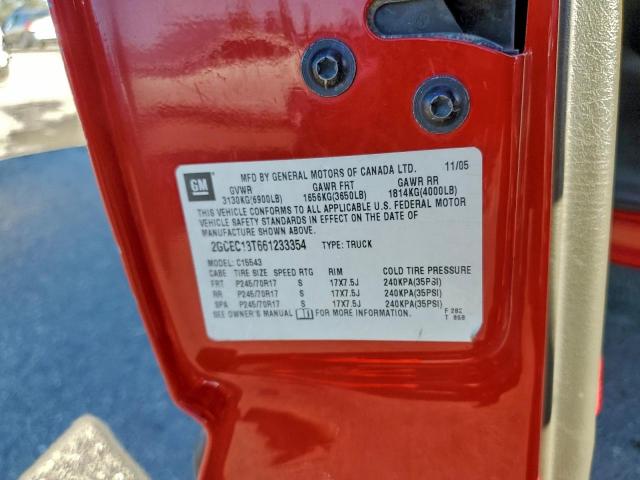 GM MFD BY GENERAL MOTORS OF CANADA LTD. 11/05
GVWR GAWR FRT GAWR RR
3130KG(6900LB) 1656KG(3650LB) 1814KG(4000LB)
THIS VEHICLE CONFORMS TO ALL APPLICABLE U.S. FEDERAL MOTOR
VEHICLE SAFETY STANDARDS IN EFFECT ON THE DATE OF
MANUFACTURE SHOWN ABOVE.
2GCEC13T661233354 TYPE: TRUCK
MODEL: C15543
TIRE SIZE SPEED RTG RIM COLD TIRE PRESSURE
FRT P245/70R17 S 17X7.5J 240KPA(35PSI)
RR P245/70R17 S 17X7.5J 240KPA(35PSI)
SPA P245/70R17 S 17X7.5J 240KPA(35PSI)
SEE OWNER'S MANUAL FOR MORE INFORMATION.